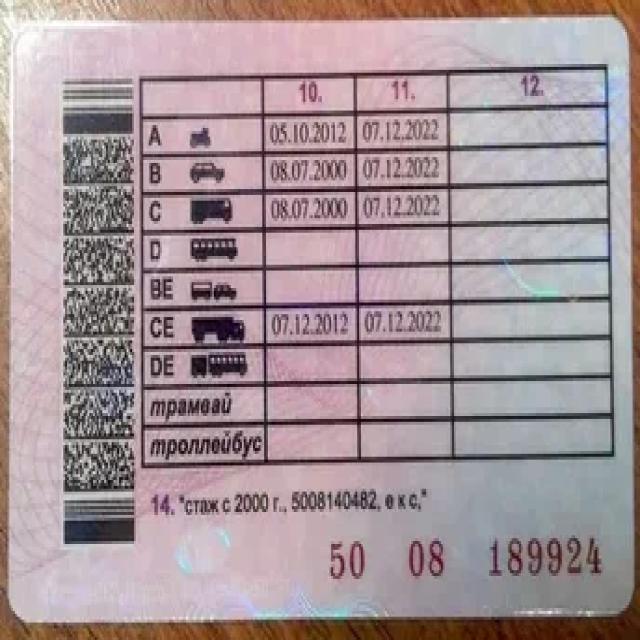 10. 11. 12.
A 05.10.2012 07.12.2022
B 08.07.2000 07.12.2022
C 08.07.2000 07.12.2022
D
BE
CE 07.12.2012 07.12.2022
DE
трамвай
троллейбус
14. "стаж с 2000 г., 5008140482, е к с,"
50 08 189924